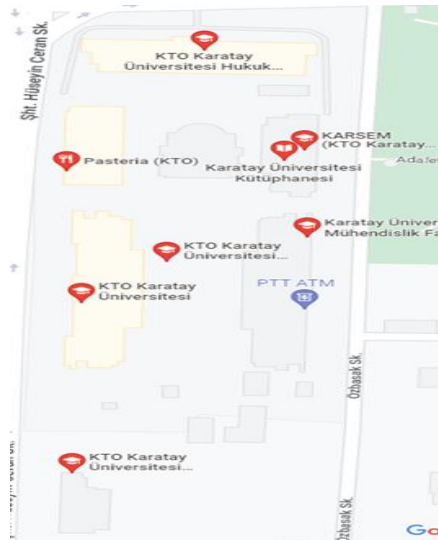 Şht. Hüseyin Ceran Sk.
KTO Karatay
Üniversitesi Hukuk...
KARSEM
(KTO Karatay...
Pasteria (KTO)
Karatay Üniversitesi
Kütüphanesi
Adalet
Karatay Üniver
Mühendislik Fa
KTO Karatay
Üniversitesi...
KTO Karatay
Üniversitesi
PTT ATM
Özbasak Sk.
KTO Karatay
Üniversitesi...
Özbasak Sk.
Go